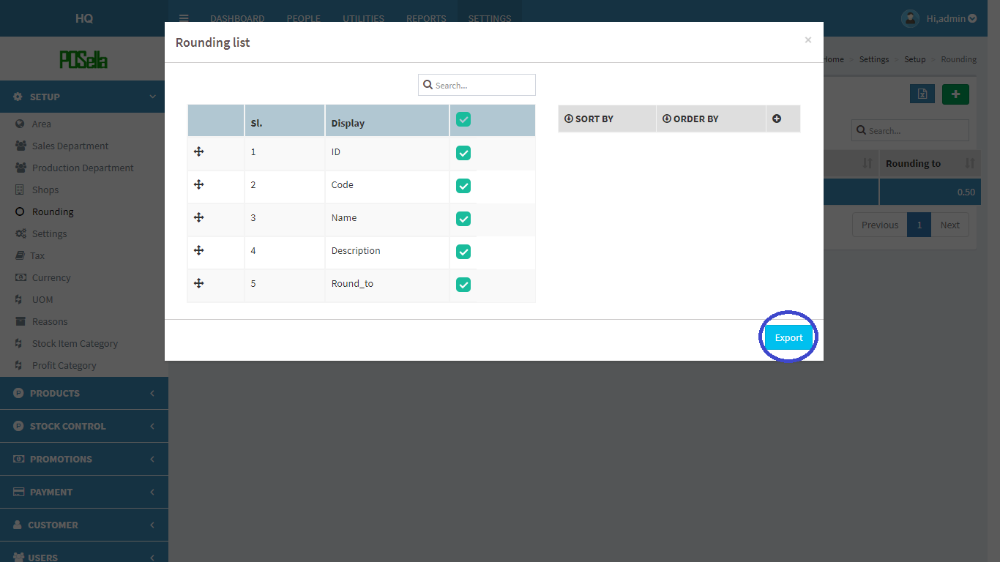 HQ
DASHBOARD PEOPLE UTILITIES REPORTS SETTINGS
Hi,admin
POSella
Home > Settings > Setup > Rounding
SETUP
Area
Sales Department
Production Department
Shops
Rounding
Settings
Tax
Currency
UOM
Reasons
Stock Item Category
Profit Category
PRODUCTS
STOCK CONTROL
PROMOTIONS
PAYMENT
CUSTOMER
USERS
Rounding list ×
Search...
Sl. Display
1 ID
2 Code
3 Name
4 Description
5 Round_to
SORT BY ORDER BY
Export
Search...
Rounding to
0.50
Previous 1 Next